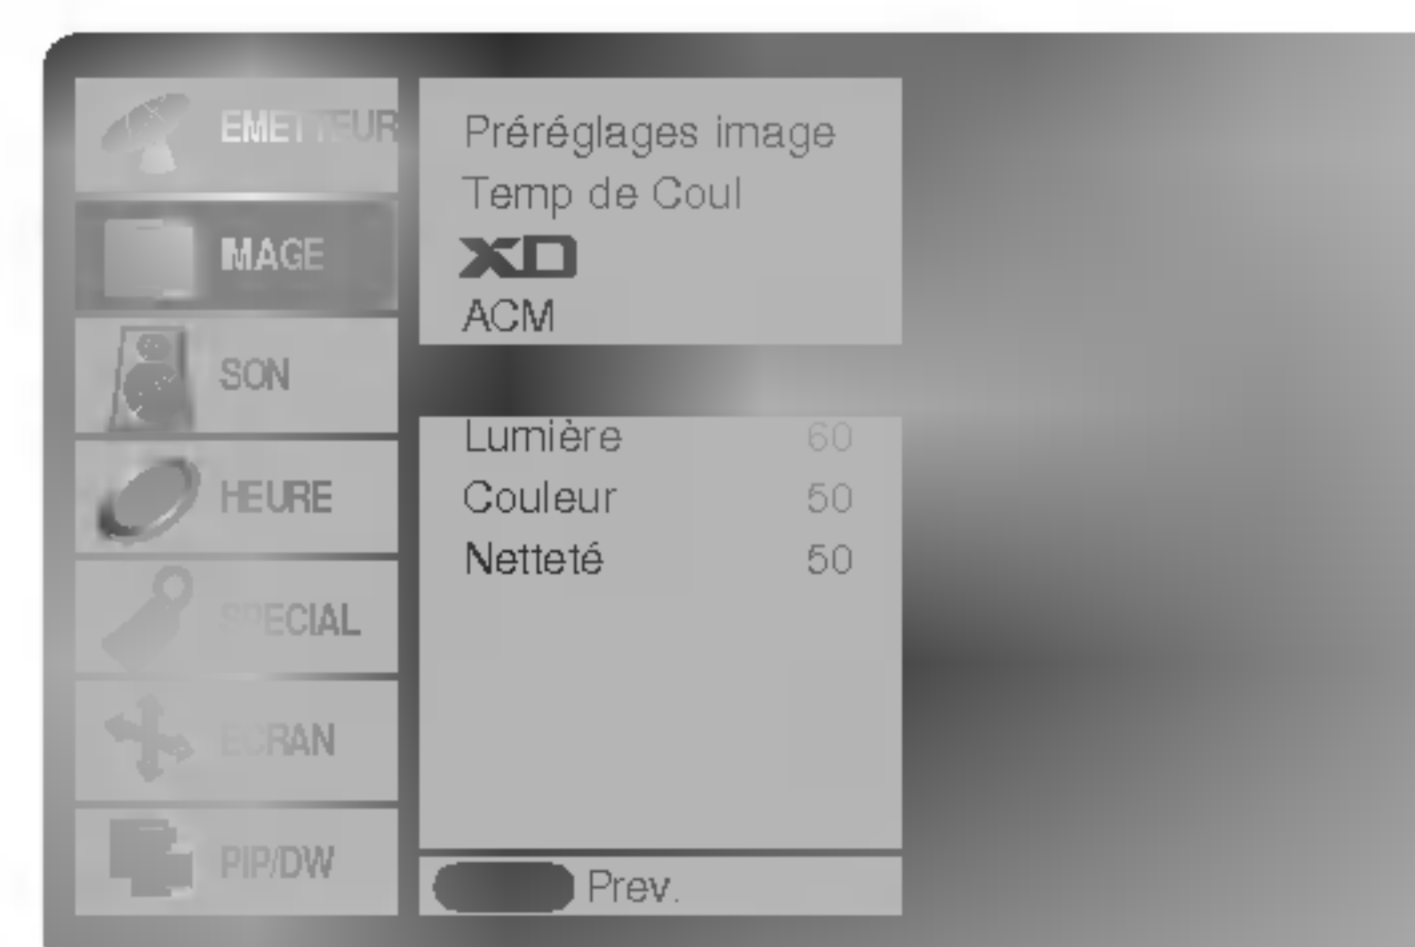 EMETTEUR
IMAGE
SON
HEURE
SPECIAL
ECRAN
PIP/DW
Préréglages image
Temp de Coul
XD
ACM
Lumière 60
Couleur 50
Netteté 50
Prev.